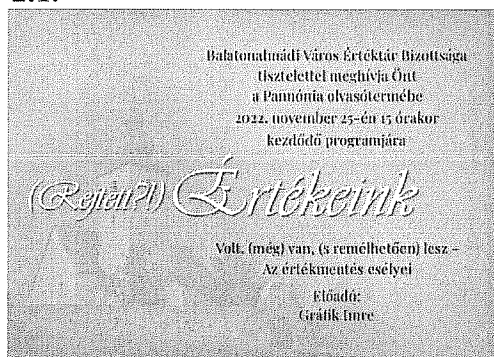 Balatonalmádi Város Értéktár Bizottsága
tisztelettel meghívja Önt
a Pannónia olvasótermébe
2022. november 25-én 15 órakor
kezdődő programjára
(Rejtett?!) Értékeink
Volt, (még) van, (s remélhetően) lesz –
Az értékmentés esélyei
Előadó:
Gráfik Imre